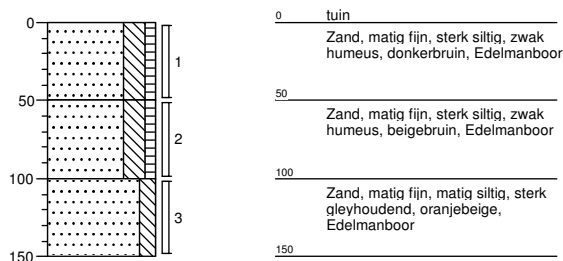 0
50
100
150
1
2
3
0 tuin
Zand, matig fijn, sterk siltig, zwak
humeus, donkerbruin, Edelmanboor
50
Zand, matig fijn, sterk siltig, zwak
humeus, beigebruin, Edelmanboor
100
Zand, matig fijn, matig siltig, sterk
gleyhoudend, oranjebeige,
Edelmanboor
150